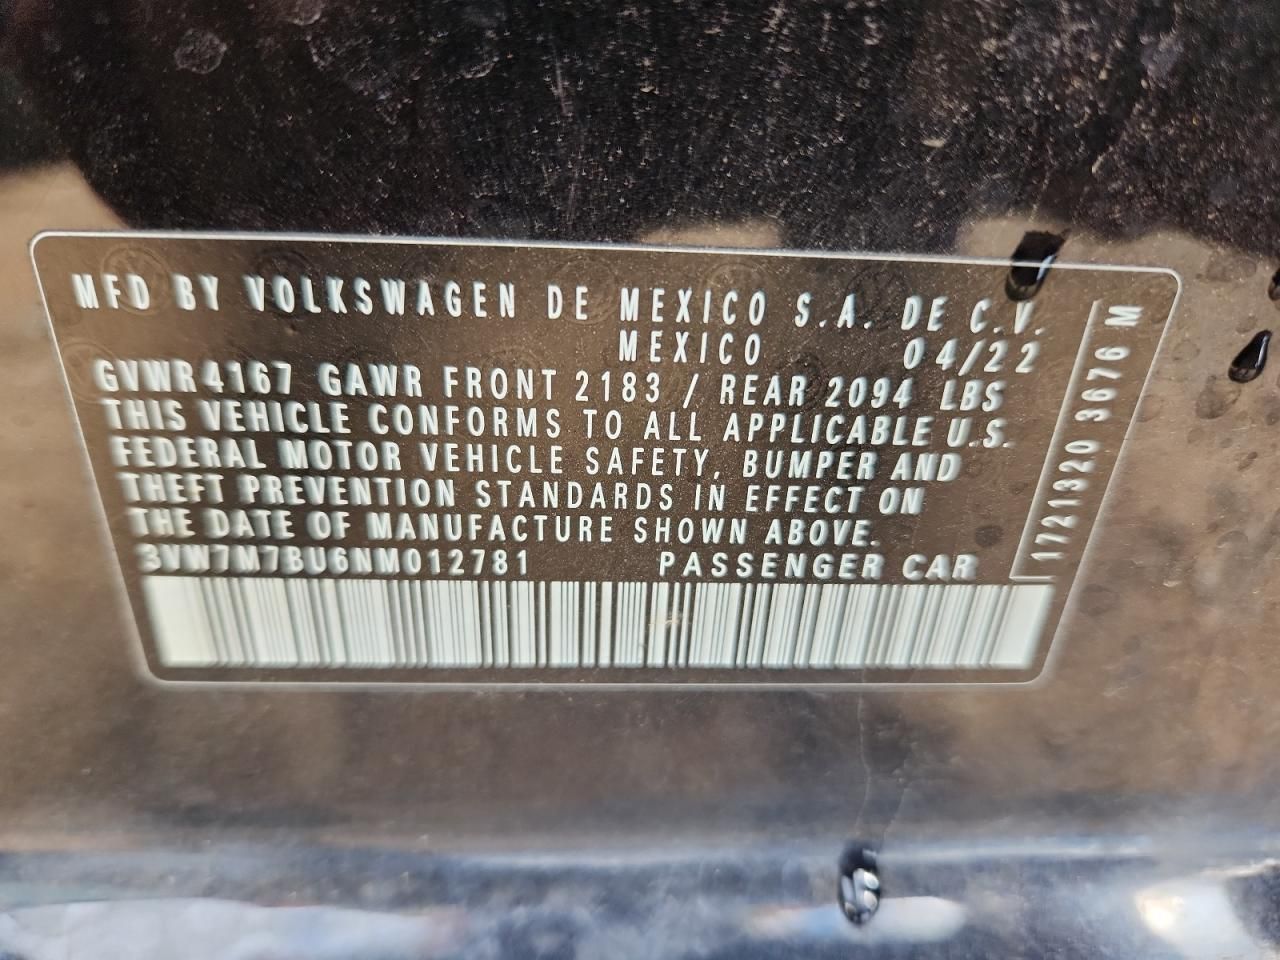 MFD BY VOLKSWAGEN DE MEXICO S.A. DE C.V.
MEXICO 04/22
GVWR 4167 GAWR FRONT 2183 / REAR 2094 LBS
THIS VEHICLE CONFORMS TO ALL APPLICABLE U.S.
FEDERAL MOTOR VEHICLE SAFETY, BUMPER AND
THEFT PREVENTION STANDARDS IN EFFECT ON
THE DATE OF MANUFACTURE SHOWN ABOVE.
3VW7M7BU6NM012781 PASSENGER CAR
1721320 3676 M